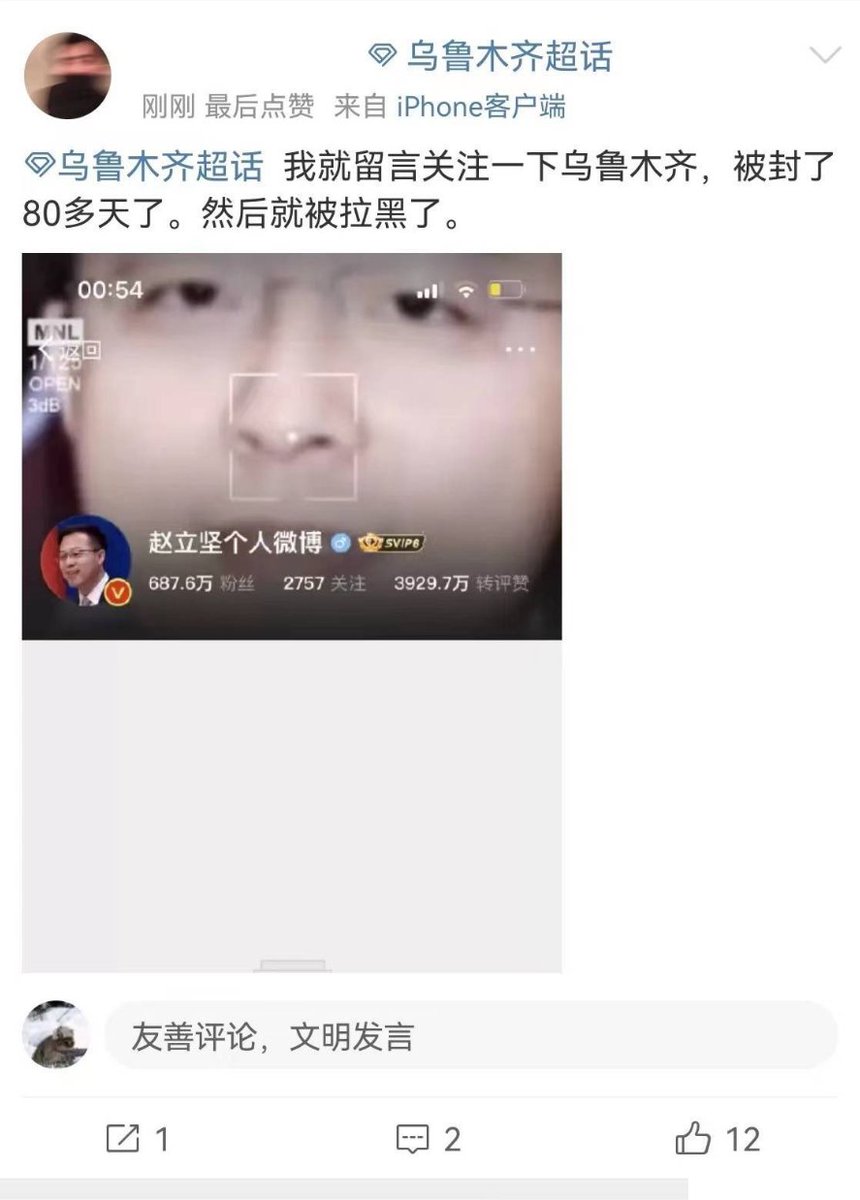 乌鲁木齐超话
刚刚 最后点赞 来自 iPhone客户端
乌鲁木齐超话 我就留言关注一下乌鲁木齐，被封了
80多天了。然后就被拉黑了。
00:54
MNL
返回
1/125
OPEN
3dB
赵立坚个人微博 SVIP6
687.6万 粉丝 2757 关注 3929.7万 转评赞
友善评论，文明发言
1 2 12